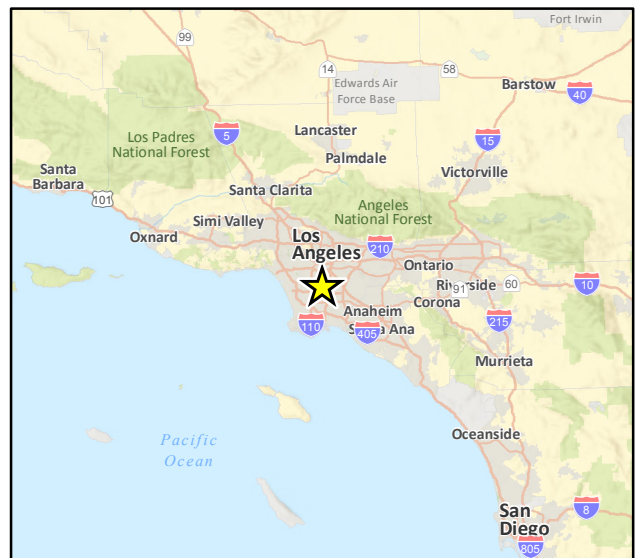 Fort Irwin
99
14
58
Edwards Air
Force Base
Barstow
40
5
Lancaster
15
Los Padres
National Forest
Palmdale
Santa
Barbara
Victorville
101
Santa Clarita
Angeles
National Forest
Simi Valley
Oxnard
Los
Angeles
210
Ontario
Riverside
91
60
10
Corona
Anaheim
110
405
Santa Ana
215
Murrieta
Pacific
Ocean
Oceanside
San
Diego
8
805